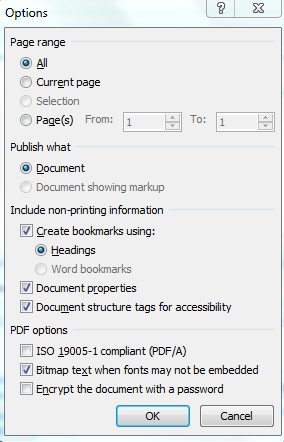 Options
Page range
All
Current page
Selection
Page(s) From: 1 To: 1
Publish what
Document
Document showing markup
Include non-printing information
Create bookmarks using:
Headings
Word bookmarks
Document properties
Document structure tags for accessibility
PDF options
ISO 19005-1 compliant (PDF/A)
Bitmap text when fonts may not be embedded
Encrypt the document with a password
OK Cancel